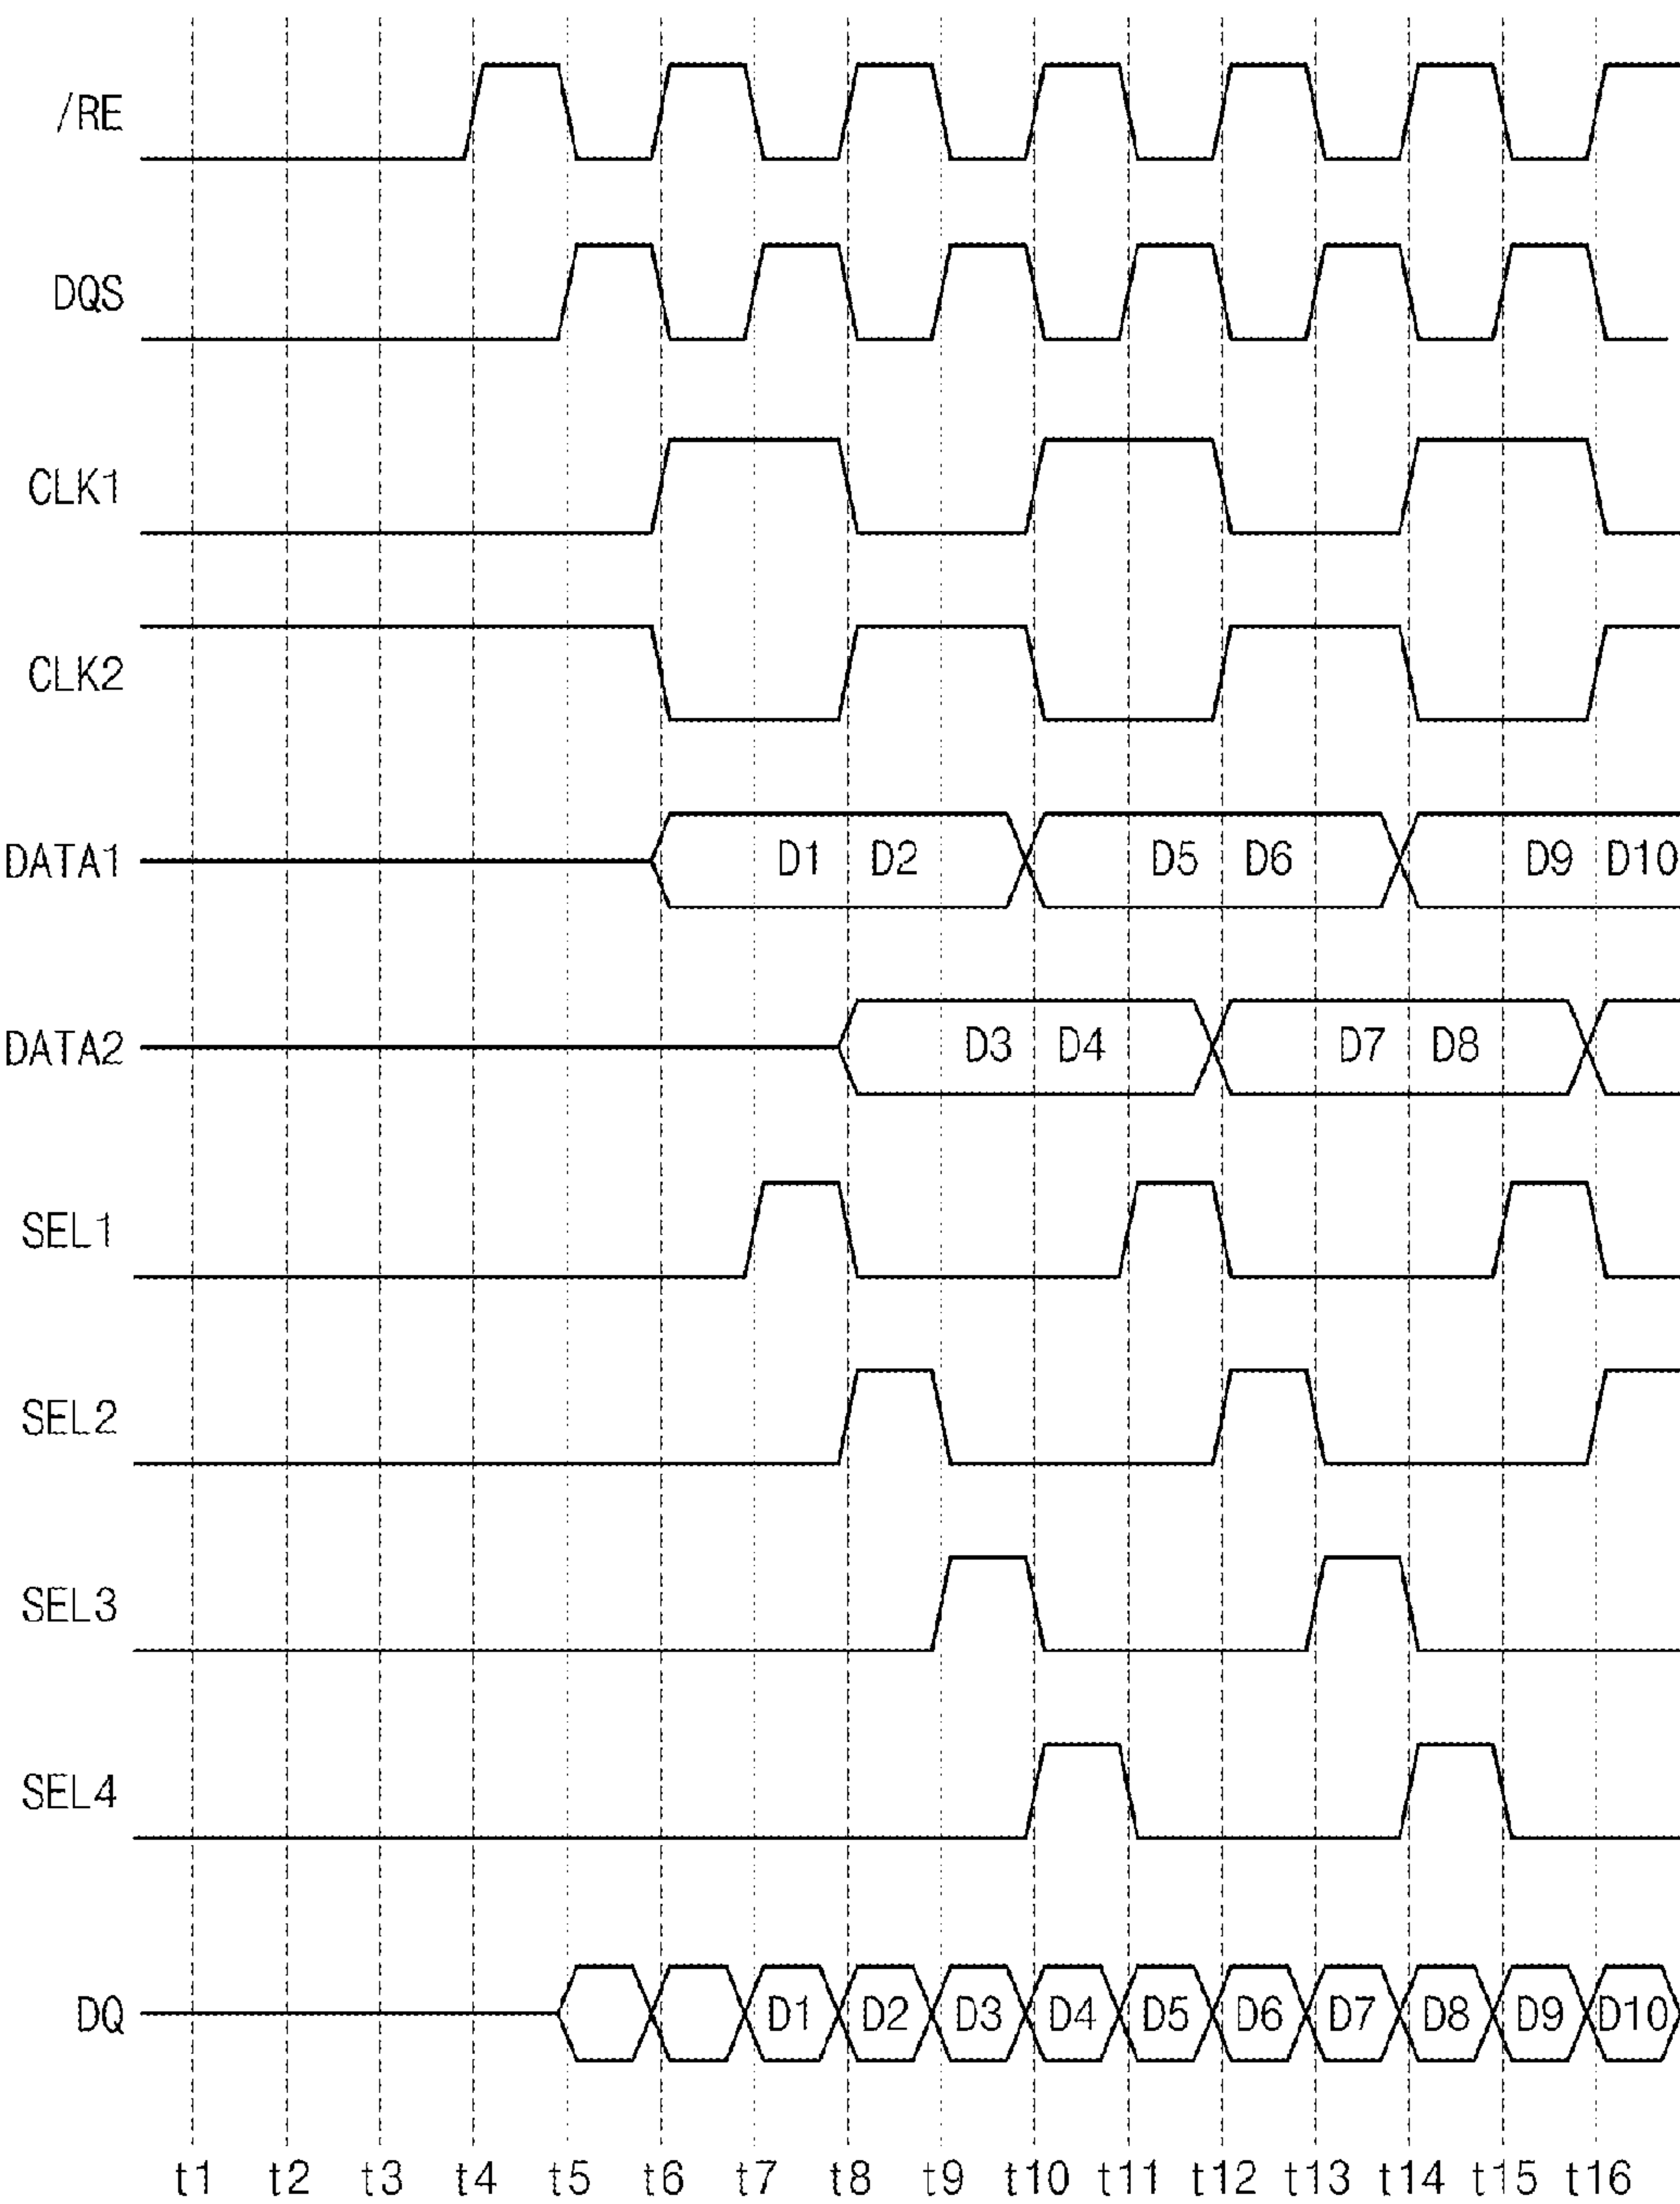 /RE
DQS
CLK1
CLK2
DATA1 D1 D2 D5 D6 D9 D10
DATA2 D3 D4 D7 D8
SEL1
SEL2
SEL3
SEL4
DQ D1 D2 D3 D4 D5 D6 D7 D8 D9 D10
t1 t2 t3 t4 t5 t6 t7 t8 t9 t10 t11 t12 t13 t14 t15 t16